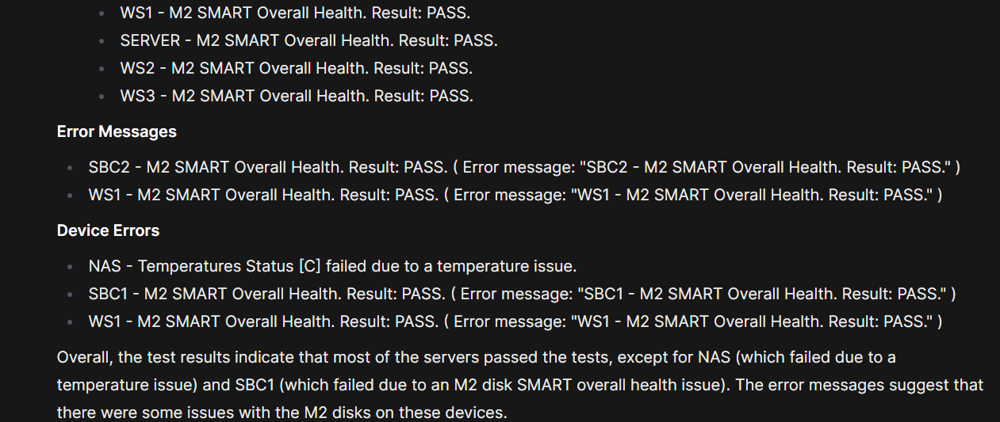 WS1 - M2 SMART Overall Health. Result: PASS.
SERVER - M2 SMART Overall Health. Result: PASS.
WS2 - M2 SMART Overall Health. Result: PASS.
WS3 - M2 SMART Overall Health. Result: PASS.
Error Messages
SBC2 - M2 SMART Overall Health. Result: PASS. ( Error message: "SBC2 - M2 SMART Overall Health. Result: PASS." )
WS1 - M2 SMART Overall Health. Result: PASS. ( Error message: "WS1 - M2 SMART Overall Health. Result: PASS." )
Device Errors
NAS - Temperatures Status [C] failed due to a temperature issue.
SBC1 - M2 SMART Overall Health. Result: PASS. ( Error message: "SBC1 - M2 SMART Overall Health. Result: PASS." )
WS1 - M2 SMART Overall Health. Result: PASS. ( Error message: "WS1 - M2 SMART Overall Health. Result: PASS." )
Overall, the test results indicate that most of the servers passed the tests, except for NAS (which failed due to a
temperature issue) and SBC1 (which failed due to an M2 disk SMART overall health issue). The error messages suggest that
there were some issues with the M2 disks on these devices.